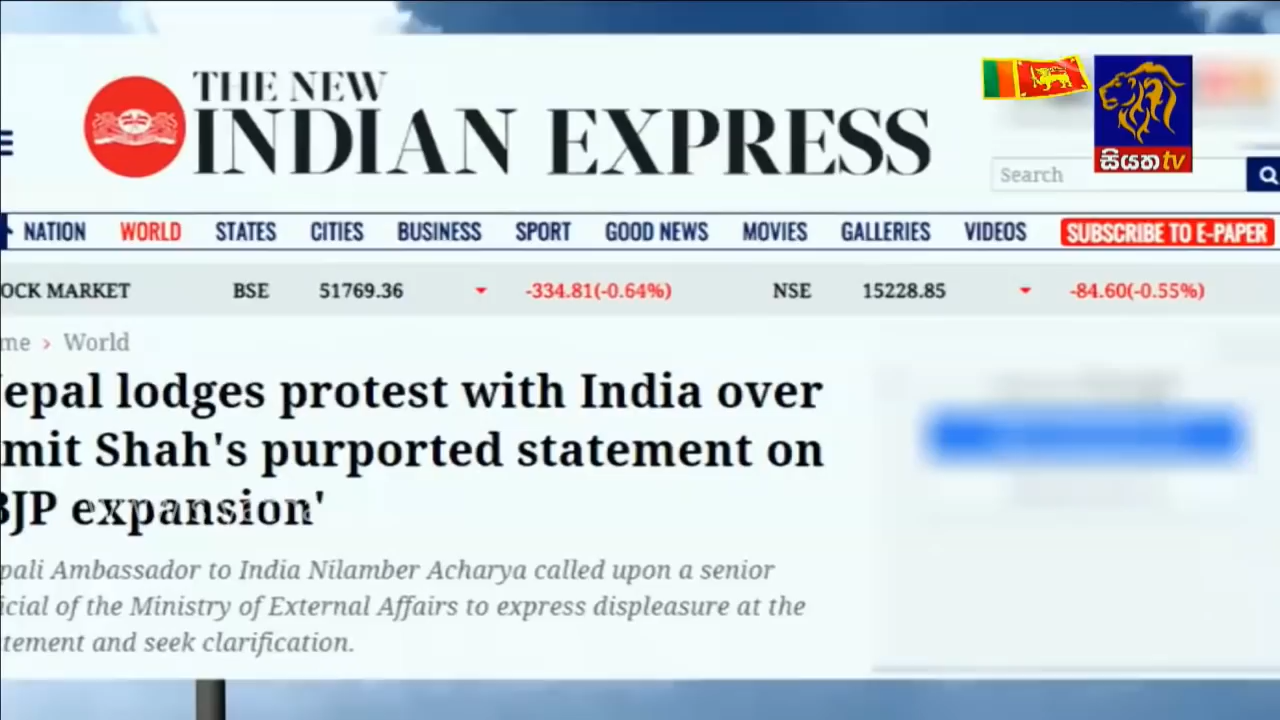 THE NEW
INDIAN EXPRESS
සියත tv
Search
NATION WORLD STATES CITIES BUSINESS SPORT GOOD NEWS MOVIES GALLERIES VIDEOS SUBSCRIBE TO E-PAPER
OCK MARKET BSE 51769.36 -334.81(-0.64%) NSE 15228.85 -84.60(-0.55%)
me › World
epal lodges protest with India over
mit Shah's purported statement on
BJP expansion'
pali Ambassador to India Nilamber Acharya called upon a senior
icial of the Ministry of External Affairs to express displeasure at the
tement and seek clarification.